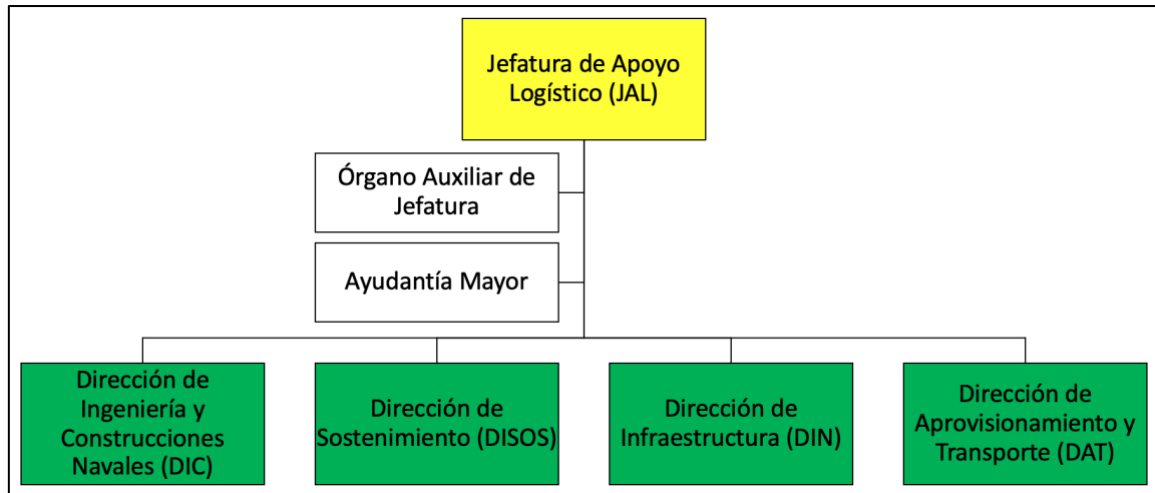 Jefatura de Apoyo
Logístico (JAL)
Órgano Auxiliar de
Jefatura
Ayudantía Mayor
Dirección de
Ingeniería y
Construcciones
Navales (DIC)
Dirección de
Sostenimiento (DISOS)
Dirección de
Infraestructura (DIN)
Dirección de
Aprovisionamiento y
Transporte (DAT)